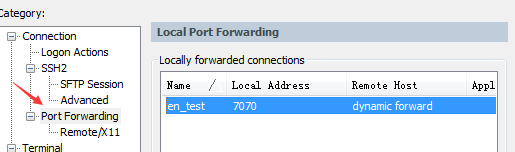 Category:
Connection
Logon Actions
SSH2
SFTP Session
Advanced
Port Forwarding
Remote/X11
Terminal
Local Port Forwarding
Locally forwarded connections
Name / Local Address Remote Host Appl
en_test 7070 dynamic forward